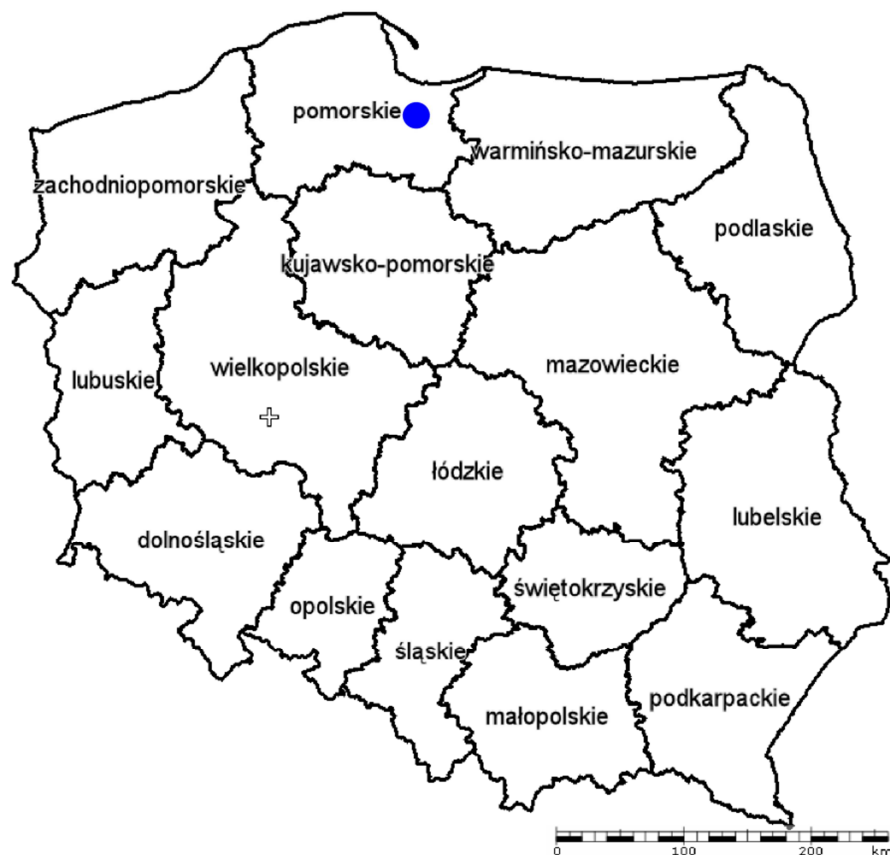 pomorskie
warmińsko-mazurskie
zachodniopomorskie
podlaskie
kujawsko-pomorskie
mazowieckie
wielkopolskie
lubuskie
łódzkie
lubelskie
dolnośląskie
świętokrzyskie
opolskie
śląskie
podkarpackie
małopolskie
0 100 200 km